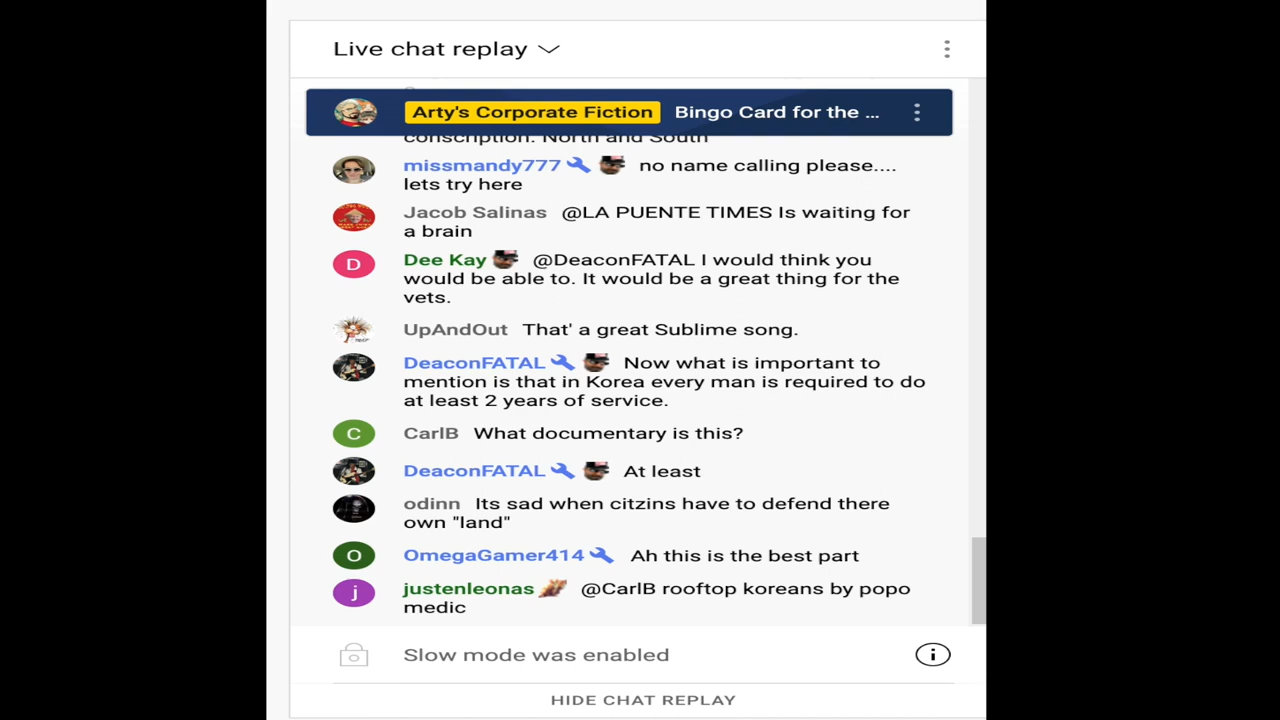 Live chat replay
Arty's Corporate Fiction Bingo Card for the ...
conscription. North and South
missmandy777 no name calling please....
lets try here
Jacob Salinas @LA PUENTE TIMES Is waiting for
a brain
D Dee Kay @DeaconFATAL I would think you
would be able to. It would be a great thing for the
vets.
UpAndOut That' a great Sublime song.
DeaconFATAL Now what is important to
mention is that in Korea every man is required to do
at least 2 years of service.
C CarlB What documentary is this?
DeaconFATAL At least
odinn Its sad when citzins have to defend there
own "land"
O OmegaGamer414 Ah this is the best part
j justenleonas @CarlB rooftop koreans by popo
medic
Slow mode was enabled
HIDE CHAT REPLAY